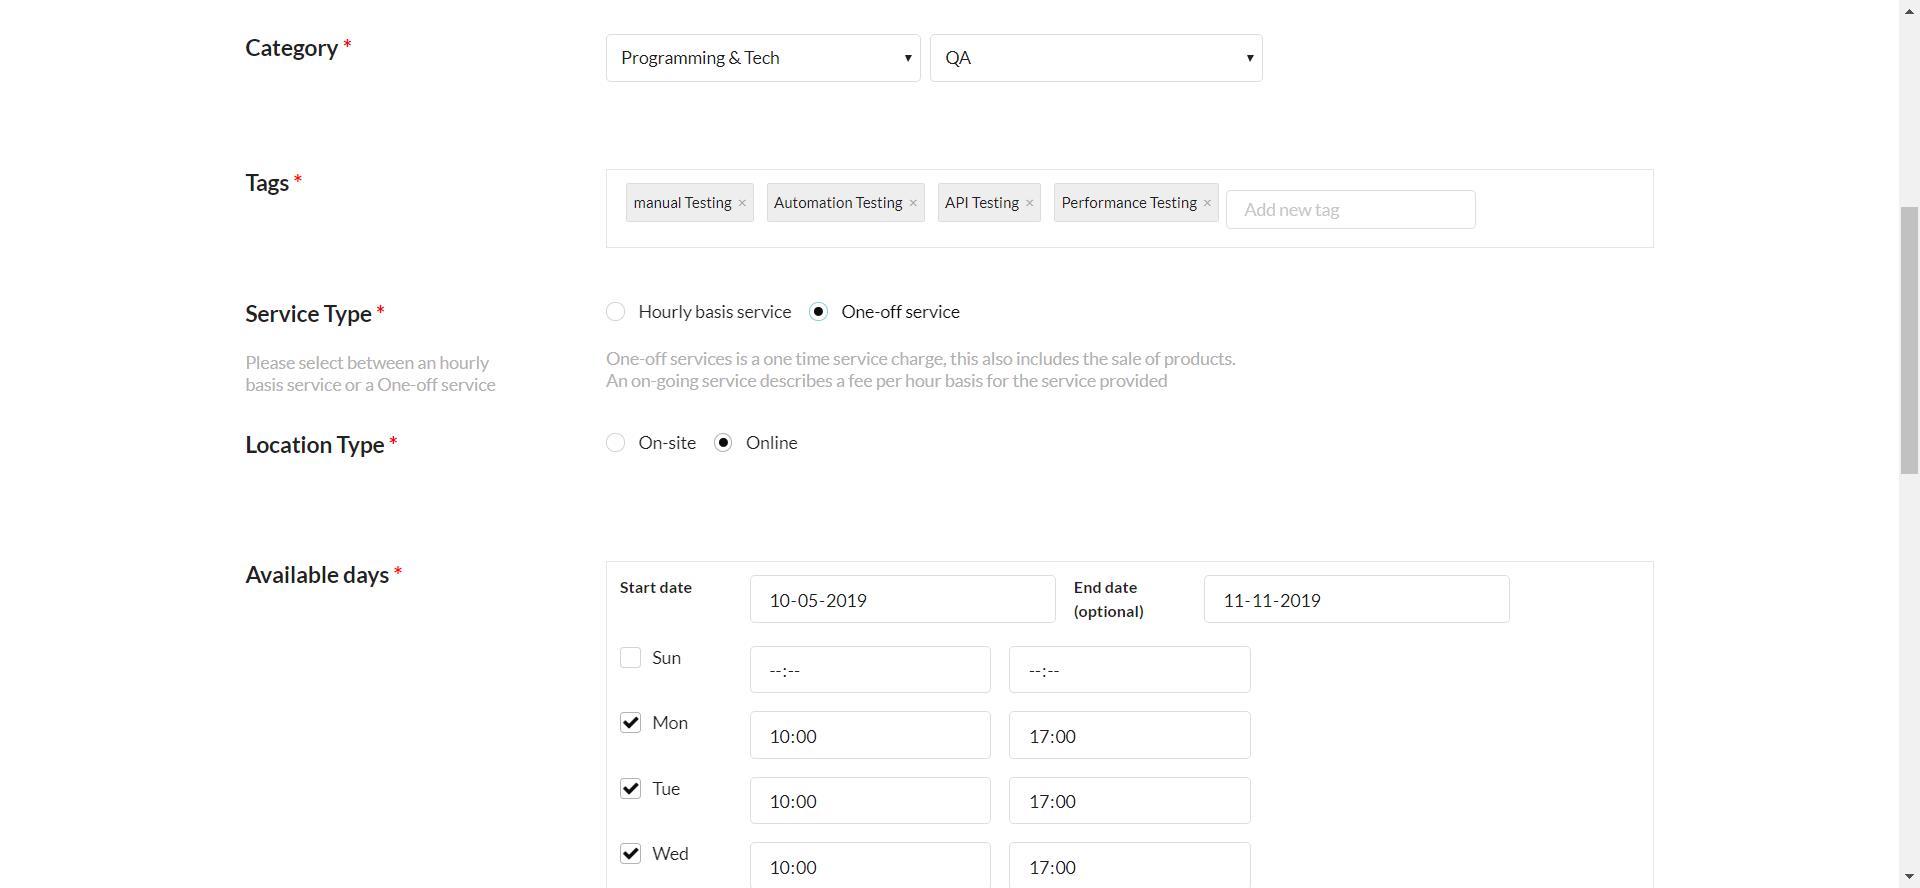 Category *
Programming & Tech
QA
Tags *
manual Testing ×
Automation Testing ×
API Testing ×
Performance Testing ×
Add new tag
Service Type *
Hourly basis service
One-off service
Please select between an hourly
basis service or a One-off service
One-off services is a one time service charge, this also includes the sale of products.
An on-going service describes a fee per hour basis for the service provided
Location Type *
On-site
Online
Available days *
Start date
10-05-2019
End date
(optional)
11-11-2019
Sun
--:--
--:--
Mon
10:00
17:00
Tue
10:00
17:00
Wed
10:00
17:00